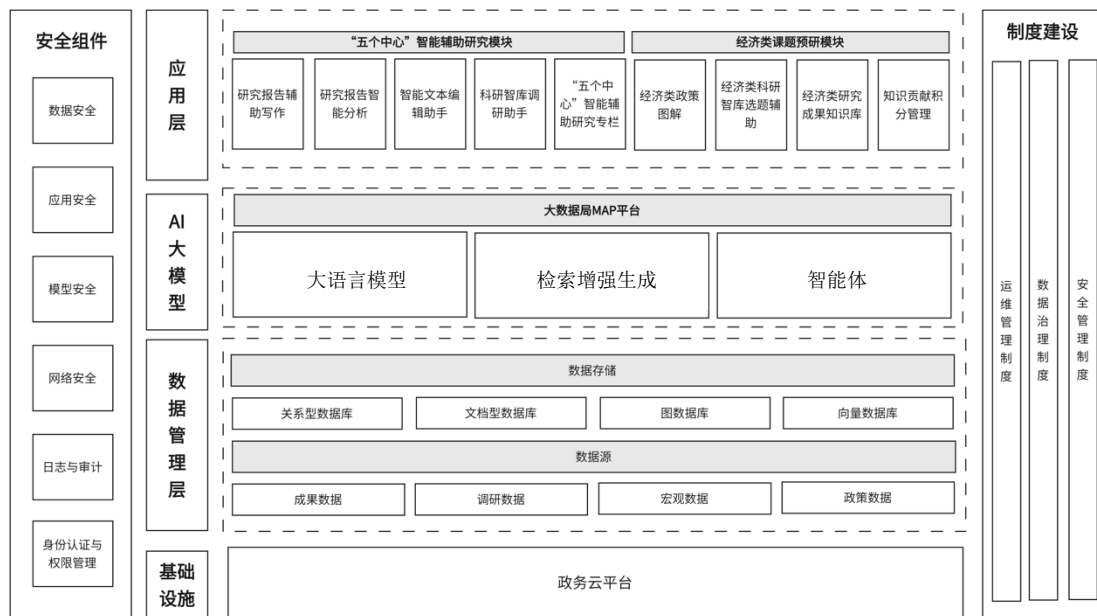 安全组件
数据安全
应用安全
模型安全
网络安全
日志与审计
身份认证与
权限管理
应用层
“五个中心”智能辅助研究模块
经济类课题预研模块
研究报告辅
助写作
研究报告智
能分析
智能文本编
辑助手
科研智库调
研助手
“五个中
心”智能辅
助研究专栏
经济类政策
图解
经济类科研
智库选题辅
助
经济类研究
成果知识库
知识贡献积
分管理
AI大模型
大数据局MAP平台
大语言模型
检索增强生成
智能体
数据管理层
数据存储
关系型数据库
文档型数据库
图数据库
向量数据库
数据源
成果数据
调研数据
宏观数据
政策数据
基础
设施
政务云平台
制度建设
运维管理制度
数据治理制度
安全管理制度